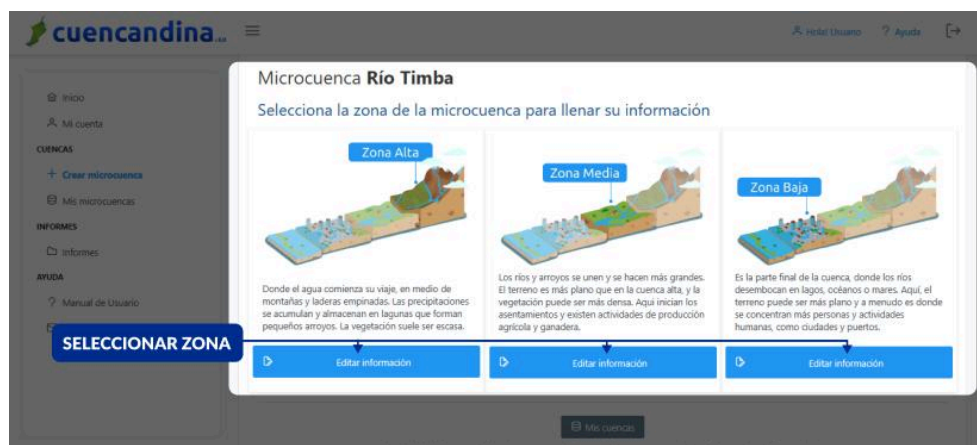 cuencandina
Hola! Usuario
Ayuda
Inicio
Mi cuenta
CUENCAS
Crear microcuenca
Mis microcuencas
INFORMES
Informes
AYUDA
Manual de Usuario
SELECCIONAR ZONA
Microcuenca Río Timba
Selecciona la zona de la microcuenca para llenar su información
Zona Alta
Donde el agua comienza su viaje, en medio de
montañas y laderas empinadas. Las precipitaciones
se acumulan y almacenan en lagunas que forman
pequeños arroyos. La vegetación suele ser escasa.
Editar información
Zona Media
Los ríos y arroyos se unen y se hacen más grandes.
El terreno es más plano que en la cuenca alta, y la
vegetación puede ser más densa. Aqui inician los
asentamientos y existen actividades de producción
agrícola y ganadera.
Editar información
Zona Baja
Es la parte final de la cuenca, donde los ríos
desembocan en lagos, océanos o mares. Aquí, el
terreno puede ser más plano y a menudo es donde
se concentran más personas y actividades
humanas, como ciudades y puertos.
Editar información
Mis cuencas